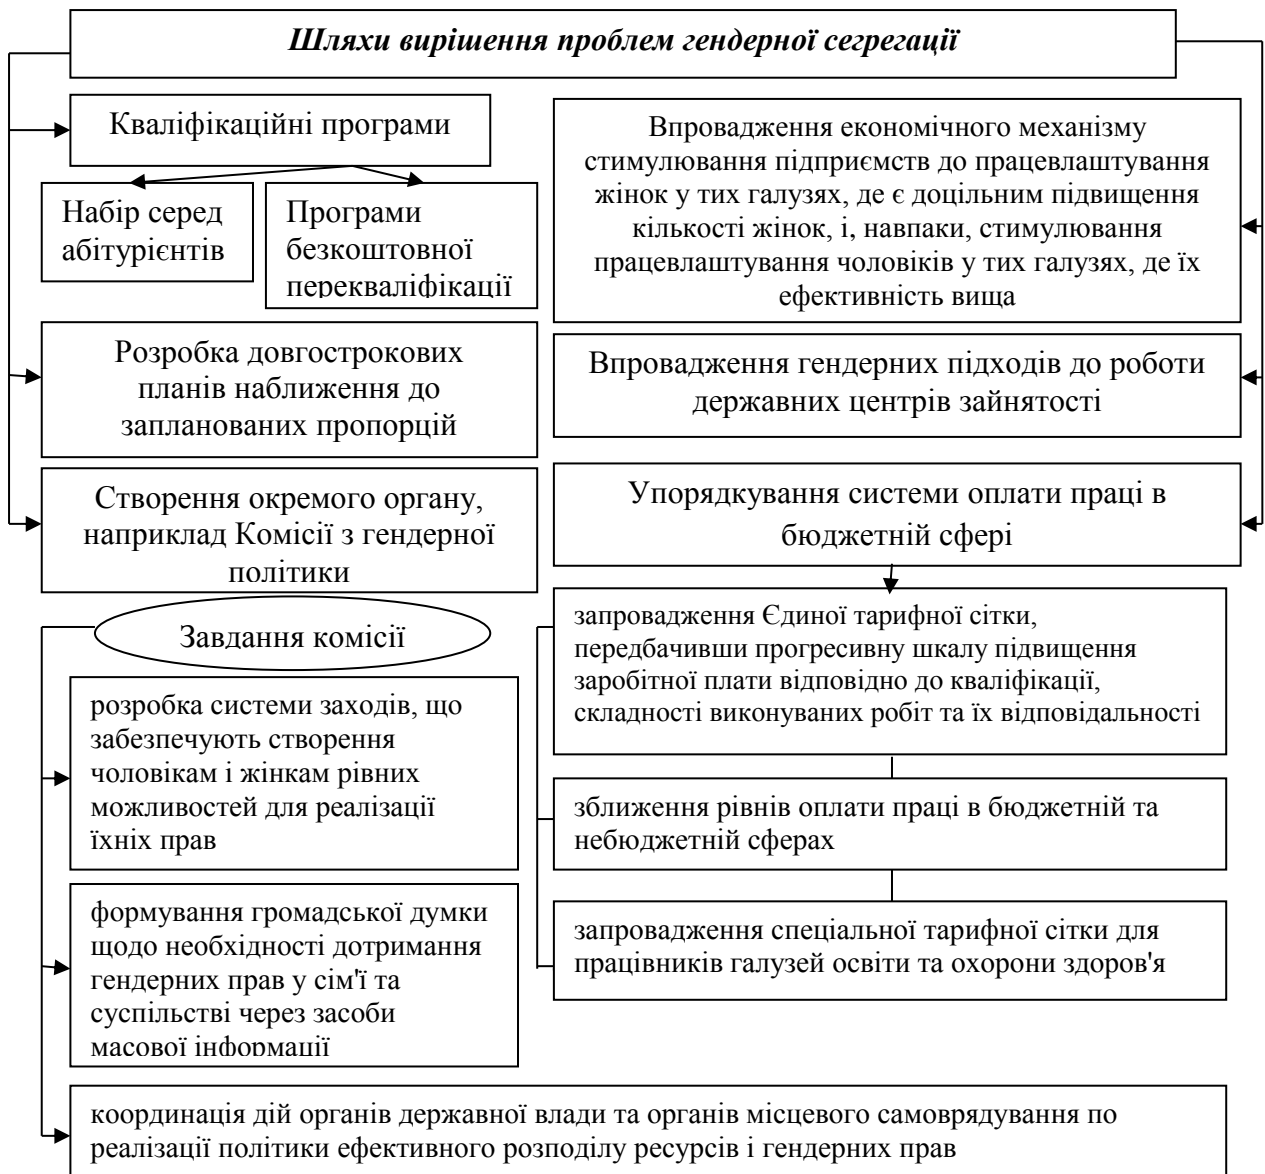 Шляхи вирішення проблем гендерної сегрегації
Кваліфікаційні програми
Набір серед
абітурієнтів
Програми
безкоштовної
перекваліфікації
Розробка довгострокових
планів наближення до
запланованих пропорцій
Створення окремого органу,
наприклад Комісії з гендерної
політики
Впровадження економічного механізму
стимулювання підприємств до працевлаштування
жінок у тих галузях, де є доцільним підвищення
кількості жінок, і, навпаки, стимулювання
працевлаштування чоловіків у тих галузях, де їх
ефективність вища
Впровадження гендерних підходів до роботи
державних центрів зайнятості
Упорядкування системи оплати праці в
бюджетній сфері
Завдання комісії
розробка системи заходів, що
забезпечують створення
чоловікам і жінкам рівних
можливостей для реалізації
їхніх прав
формування громадської думки
щодо необхідності дотримання
гендерних прав у сім'ї та
суспільстві через засоби
масової інформації
запровадження Єдиної тарифної сітки,
передбачивши прогресивну шкалу підвищення
заробітної плати відповідно до кваліфікації,
складності виконуваних робіт та їх відповідальності
зближення рівнів оплати праці в бюджетній та
небюджетній сферах
запровадження спеціальної тарифної сітки для
працівників галузей освіти та охорони здоров'я
координація дій органів державної влади та органів місцевого самоврядування по
реалізації політики ефективного розподілу ресурсів і гендерних прав